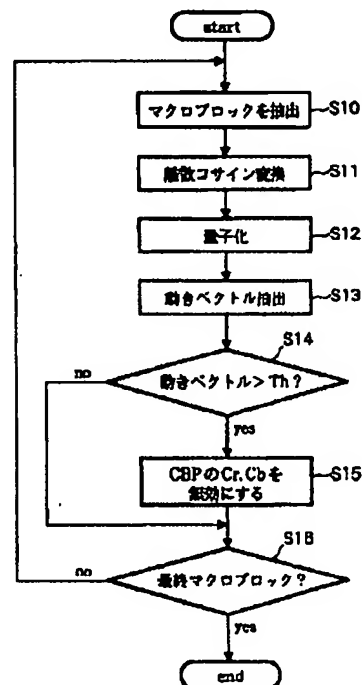 start
マクロブロックを抽出
S10
離散コサイン変換
S11
量子化
S12
動きベクトル抽出
S13
S14
動きベクトル>Th?
no
yes
CBPのCr,Cbを
無効にする
S15
S16
最終マクロブロック?
no
yes
end